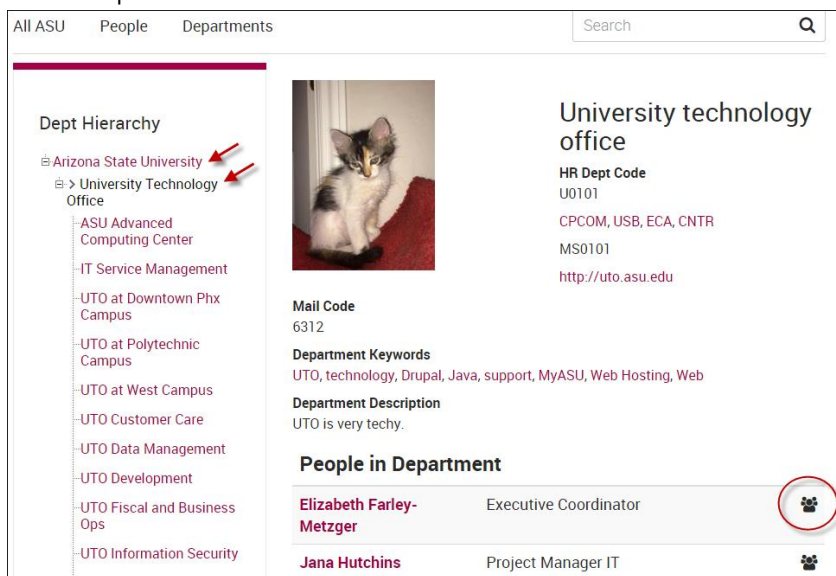 All ASU People Departments Search
Dept Hierarchy
Arizona State University
> University Technology
Office
ASU Advanced
Computing Center
IT Service Management
UTO at Downtown Phx
Campus
UTO at Polytechnic
Campus
UTO at West Campus
UTO Customer Care
UTO Data Management
UTO Development
UTO Fiscal and Business
Ops
UTO Information Security
University technology
office
HR Dept Code
U0101
CPCOM, USB, ECA, CNTR
MS0101
http://uto.asu.edu
Mail Code
6312
Department Keywords
UTO, technology, Drupal, Java, support, MyASU, Web Hosting, Web
Department Description
UTO is very techy.
People in Department
Elizabeth Farley- Executive Coordinator
Metzger
Jana Hutchins Project Manager IT